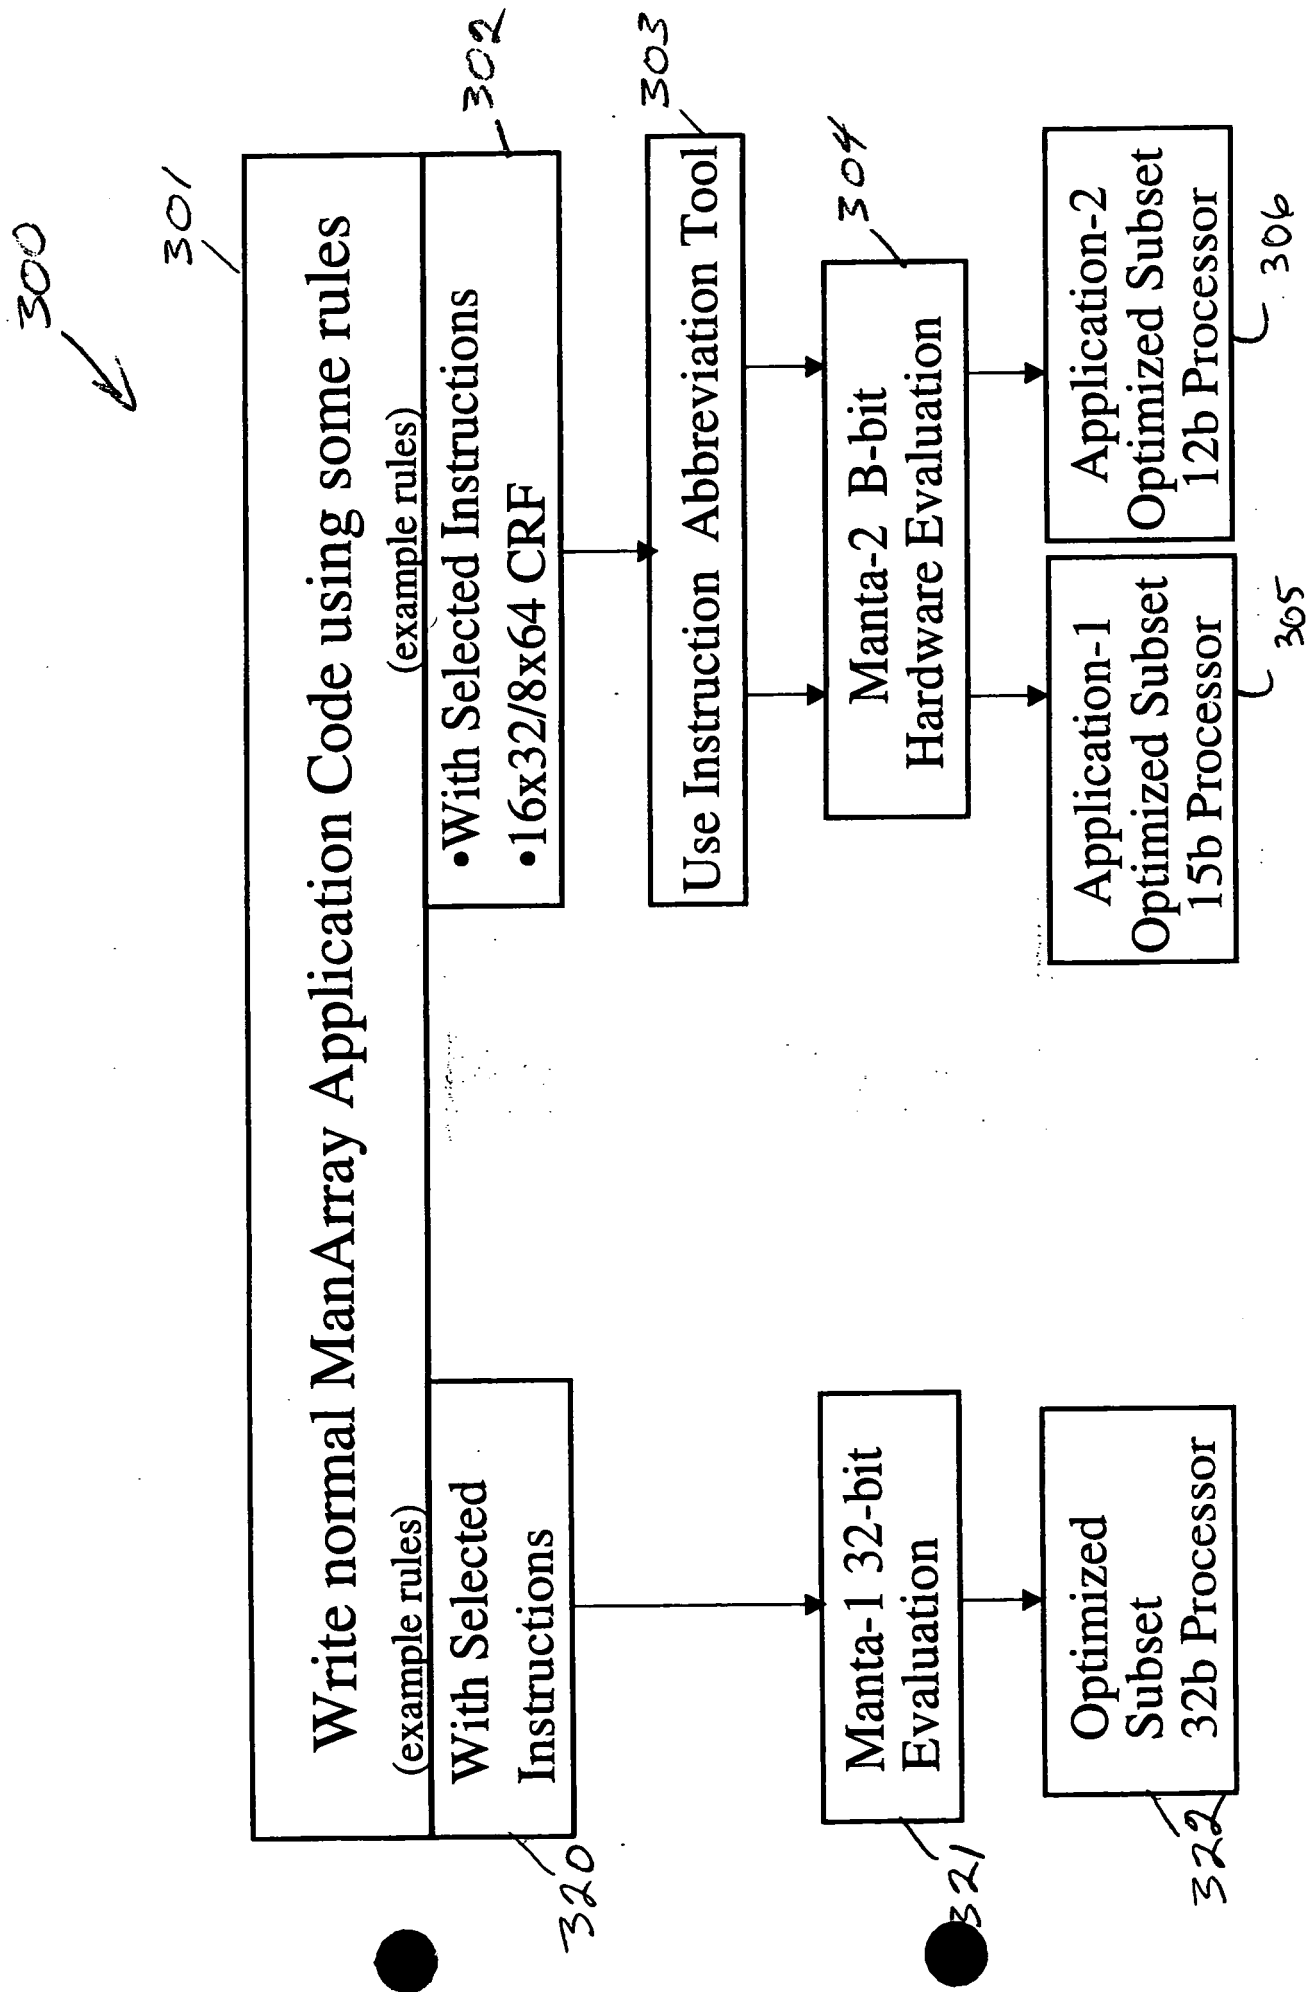 300
301
Write normal ManArray Application Code using some rules
(example rules)
(example rules)
With Selected
Instructions
320
•With Selected Instructions
•16x32/8x64 CRF
302
303
Use Instruction Abbreviation Tool
304
Manta-1 32-bit
Evaluation
321
Manta-2 B-bit
Hardware Evaluation
Optimized
Subset
32b Processor
322
Application-1
Optimized Subset
15b Processor
305
Application-2
Optimized Subset
12b Processor
306